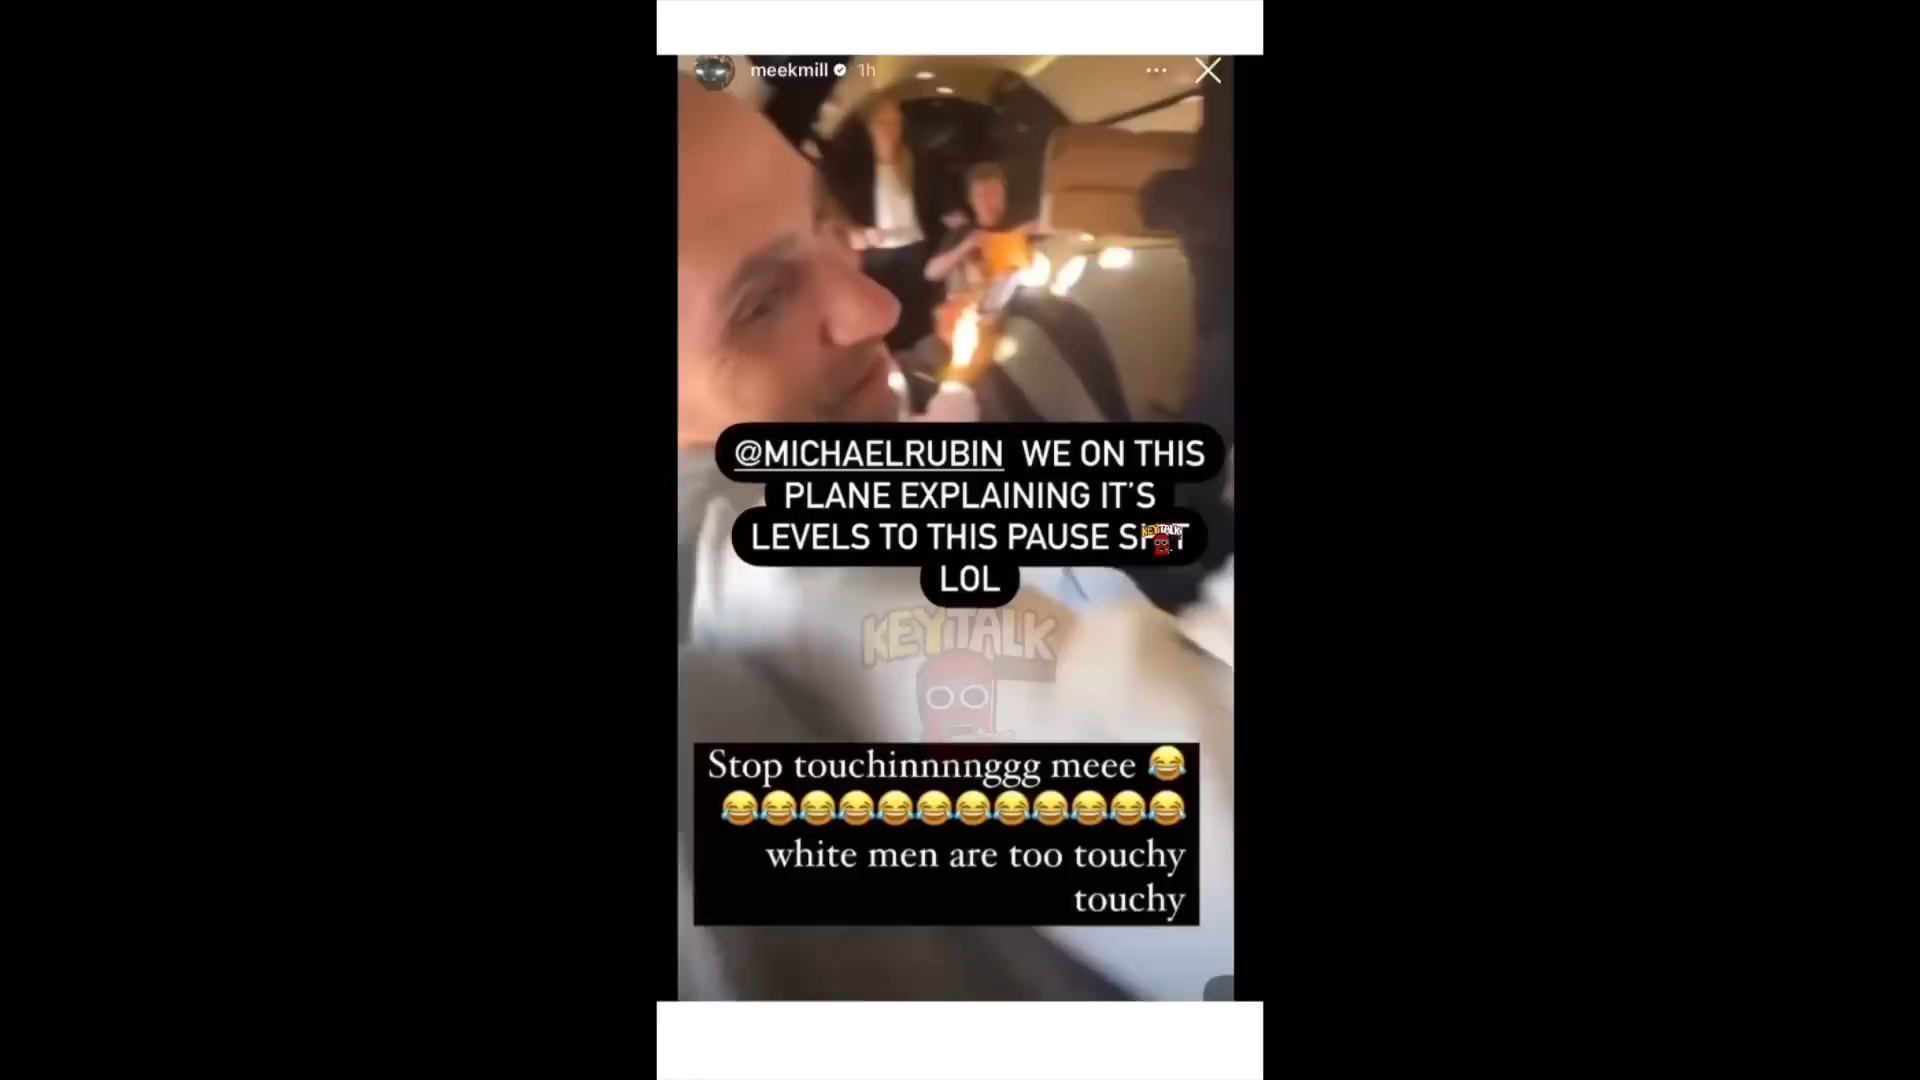 meekmill 1h
@MICHAELRUBIN WE ON THIS
PLANE EXPLAINING IT'S
LEVELS TO THIS PAUSE
LOL
KEYITALK
Stop touchinnnnggg meee 😂
😂😂😂😂😂😂😂😂😂😂😂😂
white men are too touchy
touchy